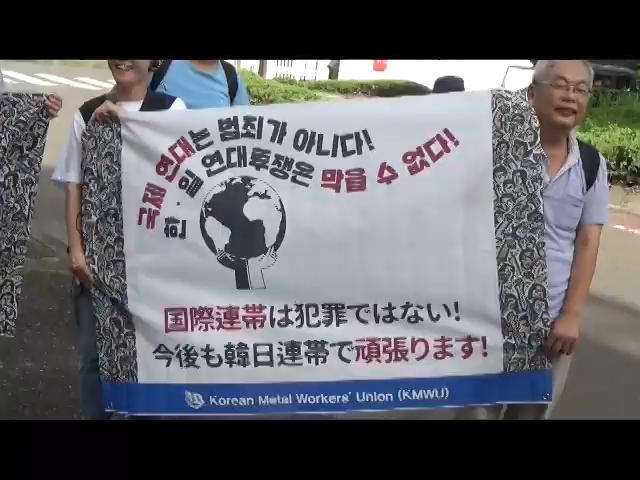 국제 연대는 범죄가 아니다!
한·일 연대투쟁은 막을 수 없다!
国際連帯は犯罪ではない!
今後も韓日連帯で頑張ります!
Korean Metal Workers' Union (KMWU)